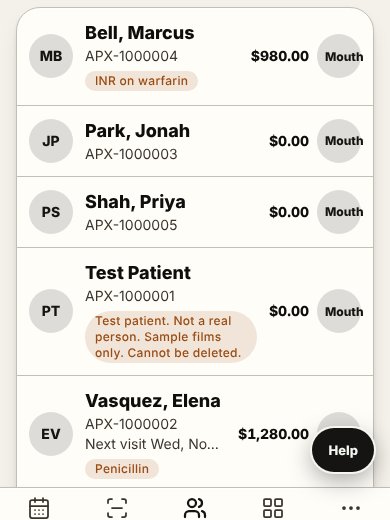 MB
Bell, Marcus
APX-1000004
INR on warfarin
$980.00
Mouth
JP
Park, Jonah
APX-1000003
$0.00
Mouth
PS
Shah, Priya
APX-1000005
$0.00
Mouth
PT
Test Patient
APX-1000001
Test patient. Not a real
person. Sample films
only. Cannot be deleted.
$0.00
Mouth
EV
Vasquez, Elena
APX-1000002
Next visit Wed, No...
Penicillin
$1,280.00
Help